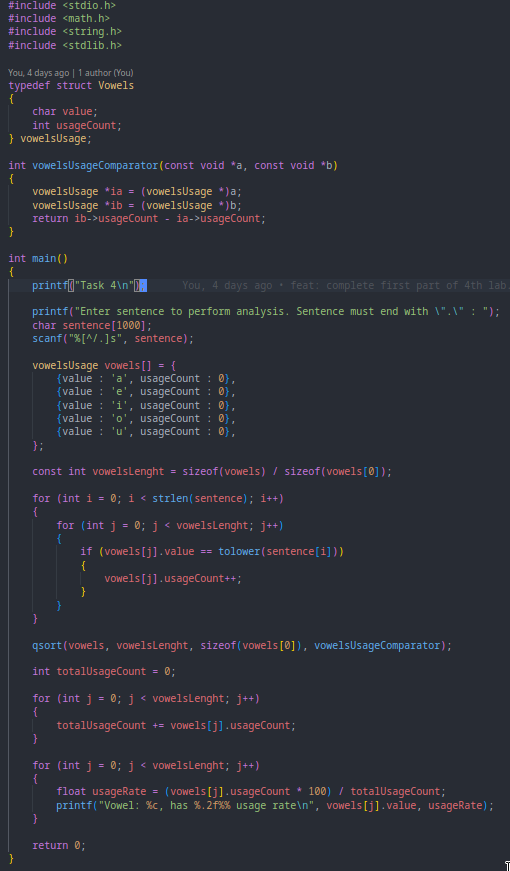 #include <stdio.h>
#include <math.h>
#include <string.h>
#include <stdlib.h>
You, 4 days ago | 1 author (You)
typedef struct Vowels
{
    char value;
    int usageCount;
} vowelsUsage;
int vowelsUsageComparator(const void *a, const void *b)
{
    vowelsUsage *ia = (vowelsUsage *)a;
    vowelsUsage *ib = (vowelsUsage *)b;
    return ib->usageCount - ia->usageCount;
}
int main()
{
    printf("Task 4\n"); You, 4 days ago • feat: complete first part of 4th lab.
    printf("Enter sentence to perform analysis. Sentence must end with \".\" : ");
    char sentence[1000];
    scanf("%[^/.]s", sentence);
    vowelsUsage vowels[] = {
        {value : 'a', usageCount : 0},
        {value : 'e', usageCount : 0},
        {value : 'i', usageCount : 0},
        {value : 'o', usageCount : 0},
        {value : 'u', usageCount : 0},
    };
    const int vowelsLenght = sizeof(vowels) / sizeof(vowels[0]);
    for (int i = 0; i < strlen(sentence); i++)
    {
        for (int j = 0; j < vowelsLenght; j++)
        {
            if (vowels[j].value == tolower(sentence[i]))
            {
                vowels[j].usageCount++;
            }
        }
    }
    qsort(vowels, vowelsLenght, sizeof(vowels[0]), vowelsUsageComparator);
    int totalUsageCount = 0;
    for (int j = 0; j < vowelsLenght; j++)
    {
        totalUsageCount += vowels[j].usageCount;
    }
    for (int j = 0; j < vowelsLenght; j++)
    {
        float usageRate = (vowels[j].usageCount * 100) / totalUsageCount;
        printf("Vowel: %c, has %.2f%% usage rate\n", vowels[j].value, usageRate);
    }
    return 0;
}